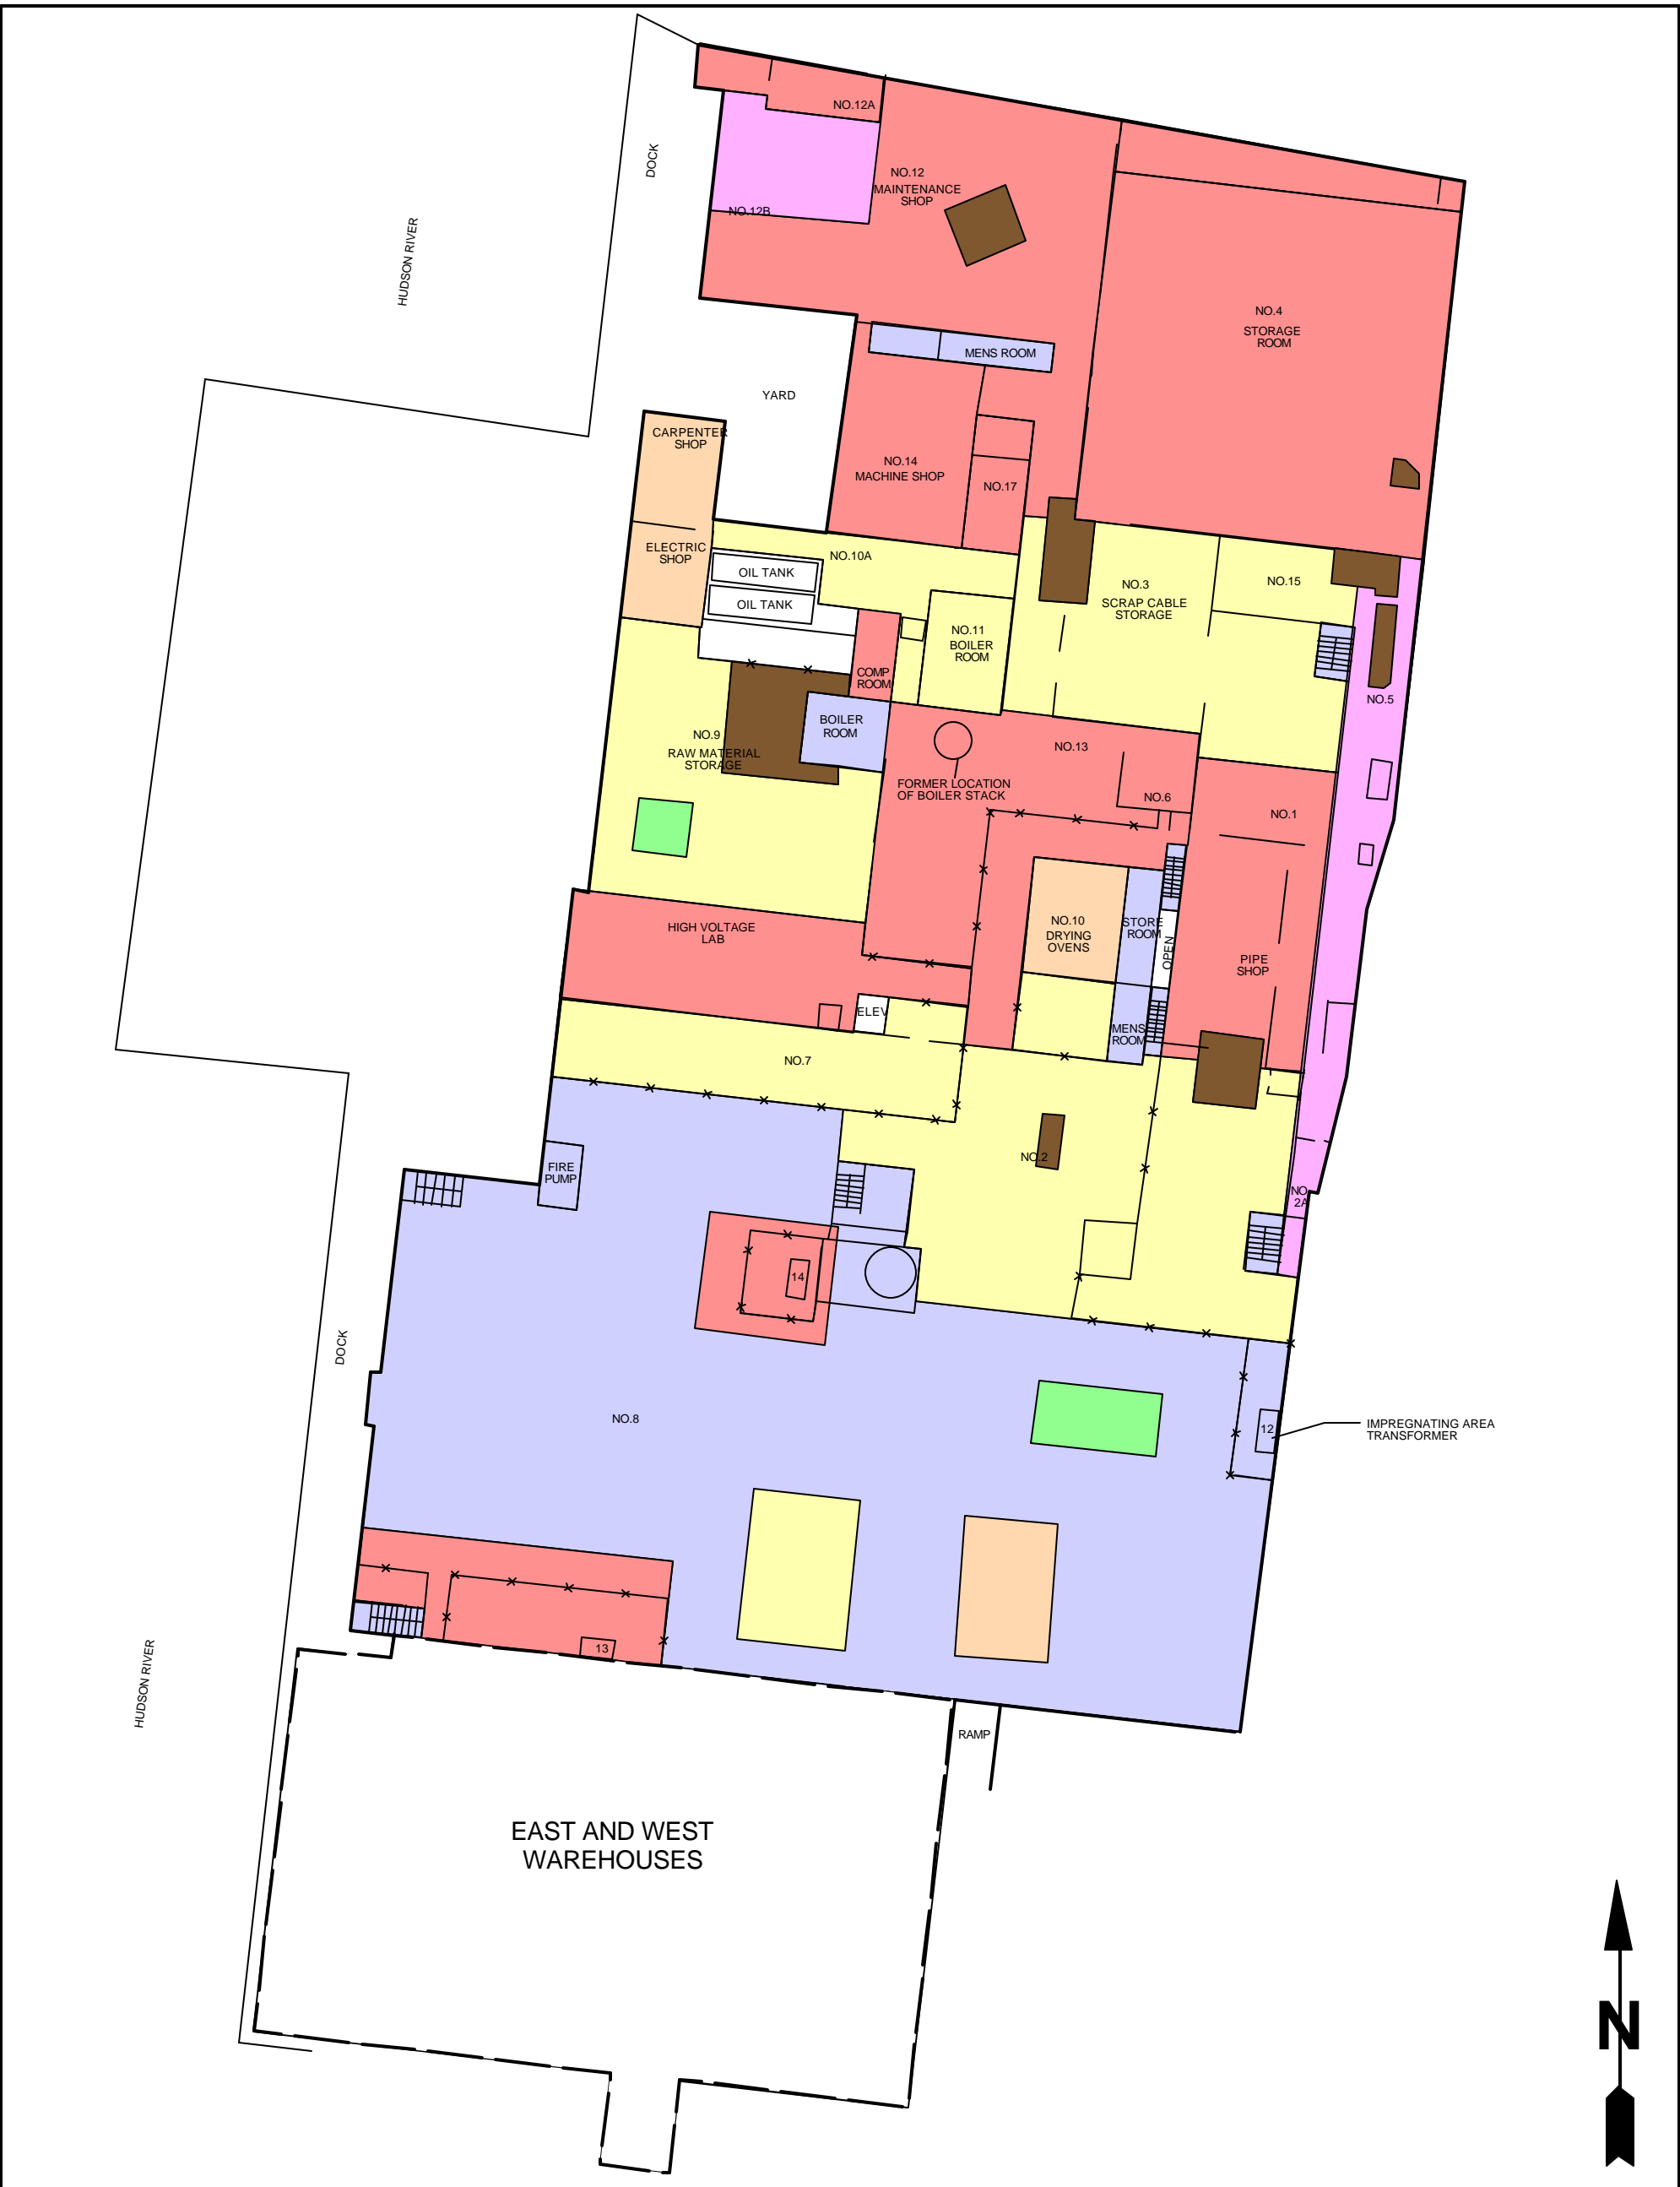 NO.12A
DOCK
NO.12
MAINTENANCE
SHOP
NO.12B
HUDSON RIVER
NO.4
STORAGE
ROOM
MENS ROOM
YARD
CARPENTER
SHOP
NO.14
MACHINE SHOP
NO.17
ELECTRIC
SHOP
NO.10A
OIL TANK
OIL TANK
NO.3
SCRAP CABLE
STORAGE
NO.15
NO.11
BOILER
ROOM
COMP
ROOM
NO.5
BOILER
ROOM
NO.9
RAW MATERIAL
STORAGE
NO.13
FORMER LOCATION
OF BOILER STACK
NO.6
NO.1
HIGH VOLTAGE
LAB
NO.10
DRYING
OVENS
STORE
ROOM
OPEN
PIPE
SHOP
ELEV
MENS
ROOM
NO.7
NO.2
FIRE
PUMP
NO.
2A
14
DOCK
NO.8
12
IMPREGNATING AREA
TRANSFORMER
13
HUDSON RIVER
RAMP
EAST AND WEST
WAREHOUSES
N